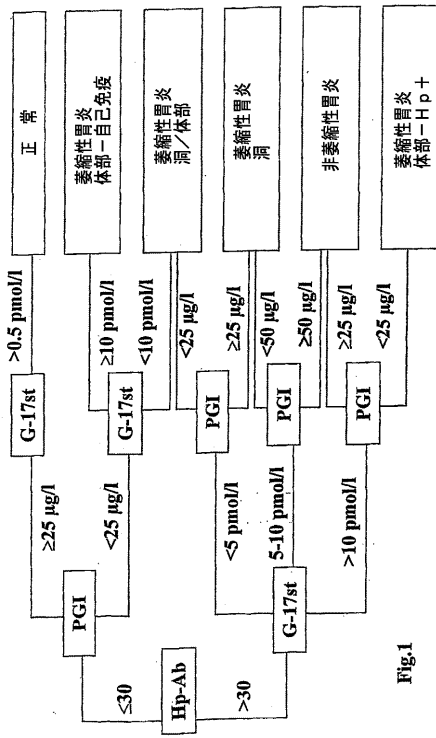 Hp-Ab
≤30
>30
PGI
G-17st
≥25 µg/l
<25 µg/l
<5 pmol/l
5-10 pmol/l
>10 pmol/l
G-17st
G-17st
PGI
PGI
PGI
>0.5 pmol/l
≥10 pmol/l
<10 pmol/l
<25 µg/l
≥25 µg/l
<50 µg/l
≥50 µg/l
≥25 µg/l
<25 µg/l
正常
萎縮性胃炎
体部－自己免疫
萎縮性胃炎
洞／体部
萎縮性胃炎
洞
非萎縮性胃炎
萎縮性胃炎
体部－Hp+
Fig.1